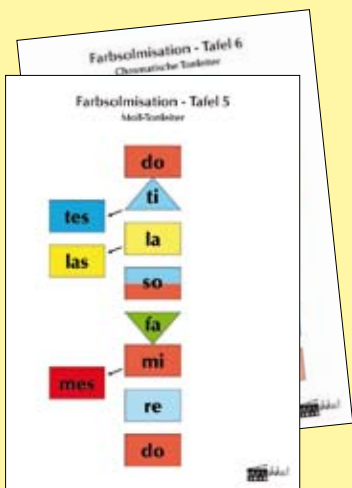 Farbsolmisation - Tafel 6
Chromatische Tonleiter
Farbsolmisation - Tafel 5
Moll-Tonleiter
do
ti
tes
la
las
so
fa
mi
mes
re
do